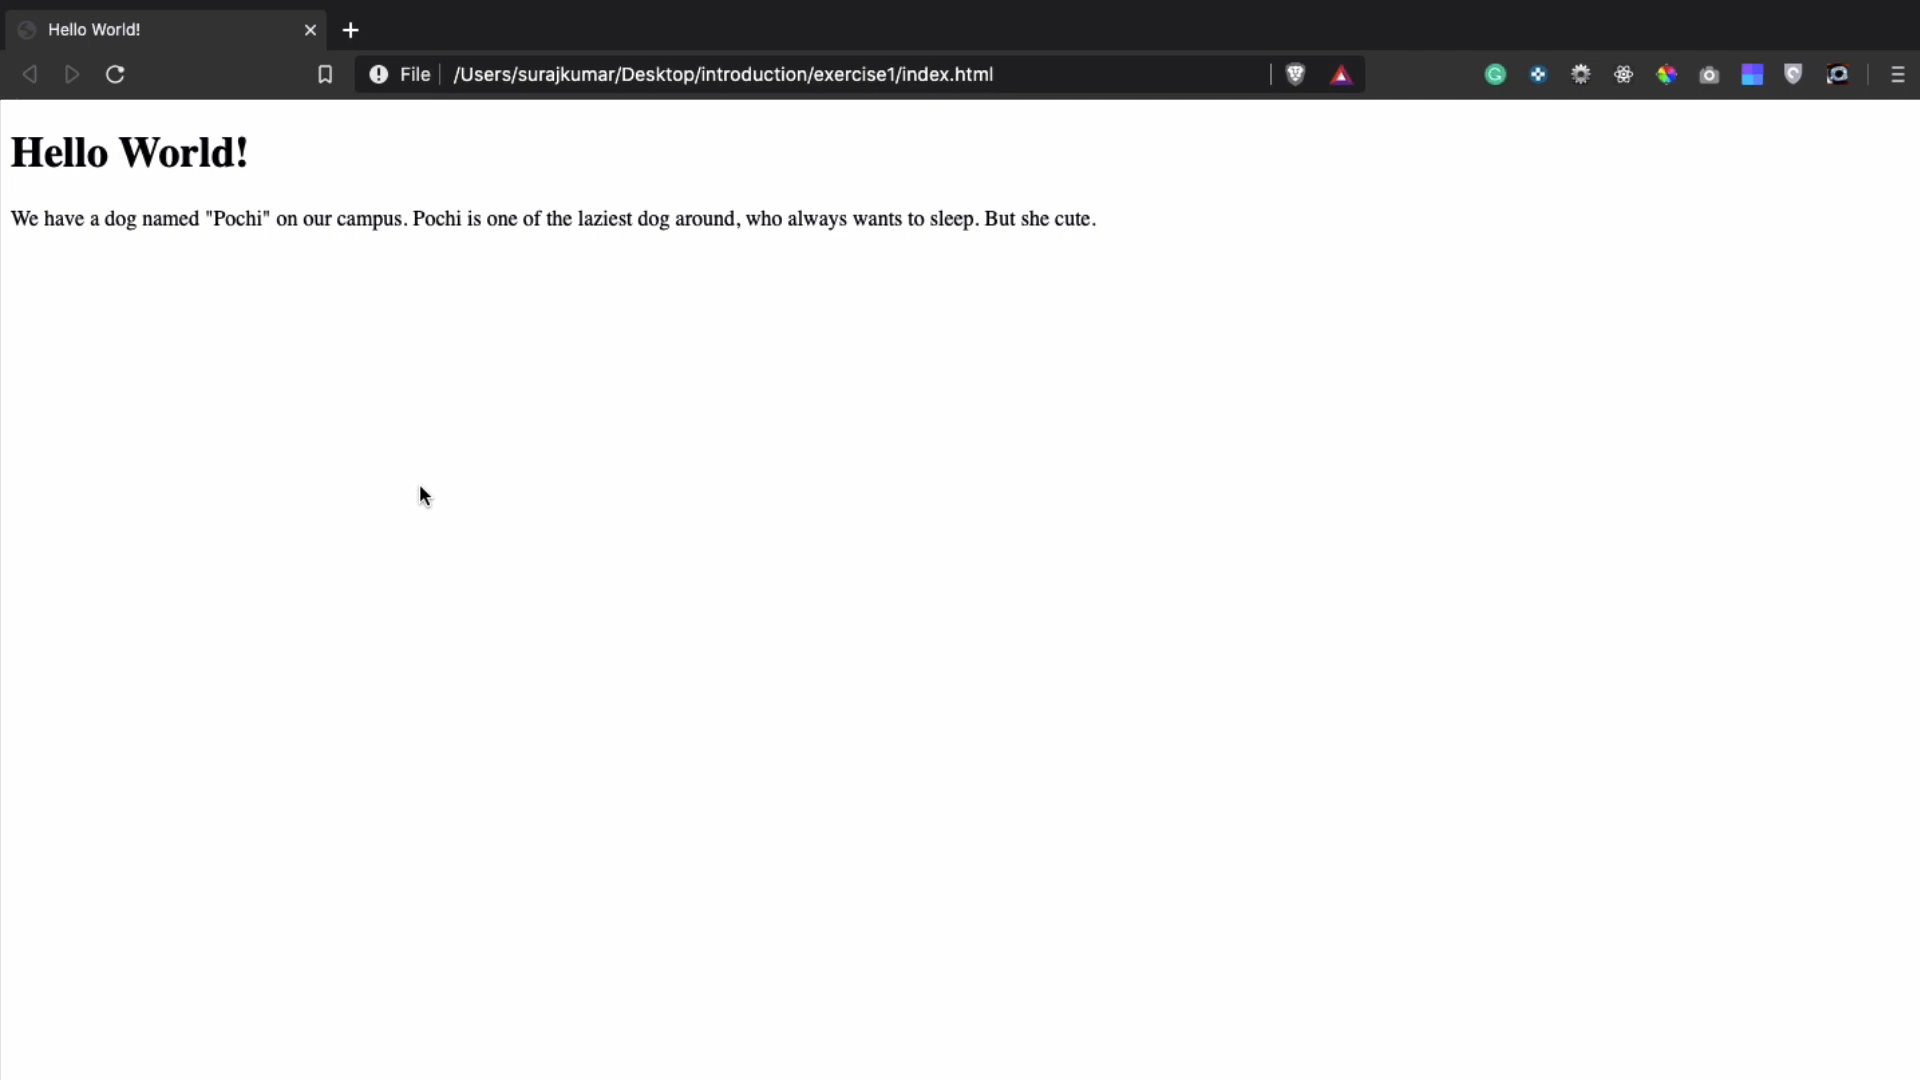 Hello World!
File
/Users/surajkumar/Desktop/introduction/exercise1/index.html
Hello World!
We have a dog named "Pochi" on our campus. Pochi is one of the laziest dog around, who always wants to sleep. But she cute.